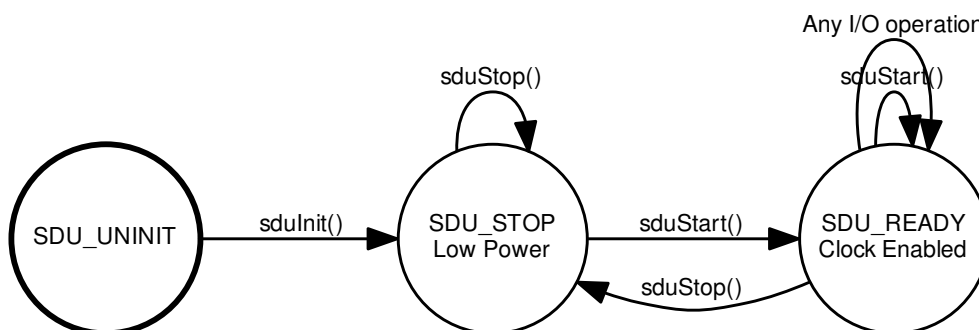 Any I/O operation
sduStop()
sduStart()
SDU_UNINIT
sduInit()
SDU_STOP
Low Power
sduStart()
SDU_READY
Clock Enabled
sduStop()